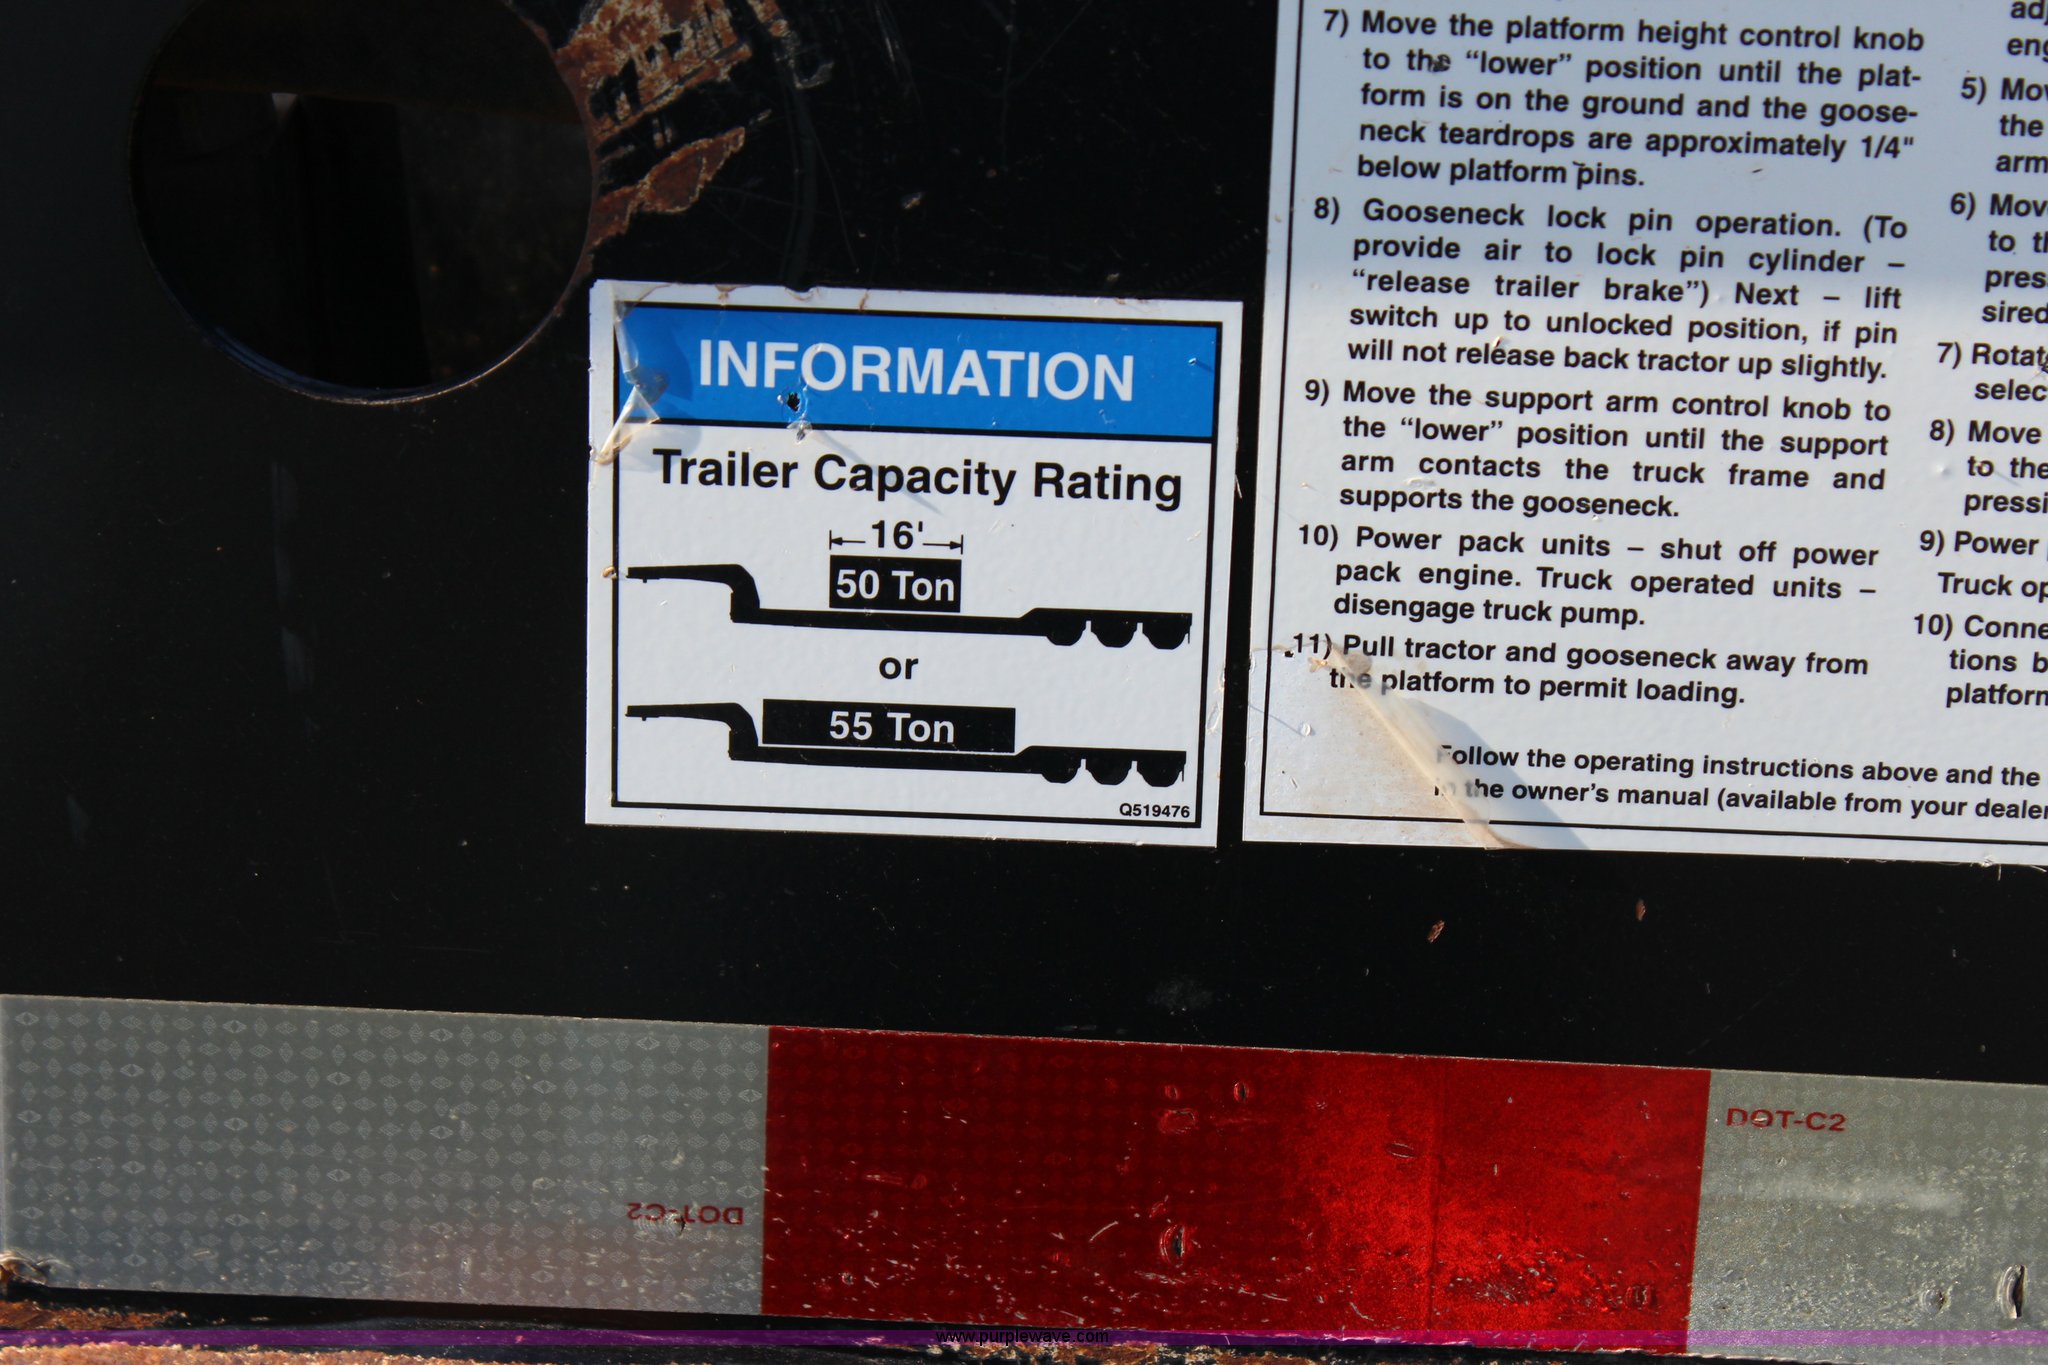 INFORMATION
Trailer Capacity Rating
16'
50 Ton
or
55 Ton
Q519476
7) Move the platform height control knob
to the “lower” position until the plat-
form is on the ground and the goose-
neck teardrops are approximately 1/4"
below platform pins.
8) Gooseneck lock pin operation. (To
provide air to lock pin cylinder –
“release trailer brake”) Next – lift
switch up to unlocked position, if pin
will not release back tractor up slightly.
9) Move the support arm control knob to
the “lower” position until the support
arm contacts the truck frame and
supports the gooseneck.
10) Power pack units – shut off power
pack engine. Truck operated units –
disengage truck pump.
11) Pull tractor and gooseneck away from
the platform to permit loading.
Follow the operating instructions above and the
in the owner’s manual (available from your dealer
5)
the
arm
6)
to
7)
8) Move
to the
9) Power
Truck
10)
DOT-C2
DOT-C2
www.purplewave.com